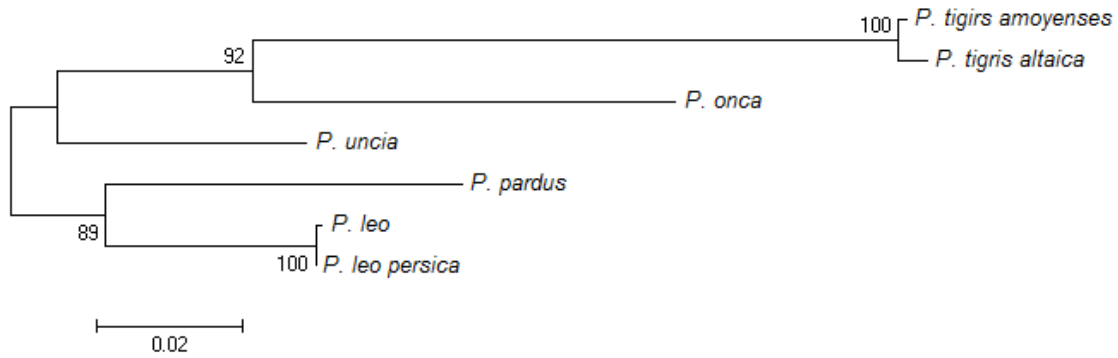 100
P. tigirs amoyenses
92
P. tigris altaica
P. onca
P. uncia
P. pardus
89
P. leo
100
P. leo persica
0.02